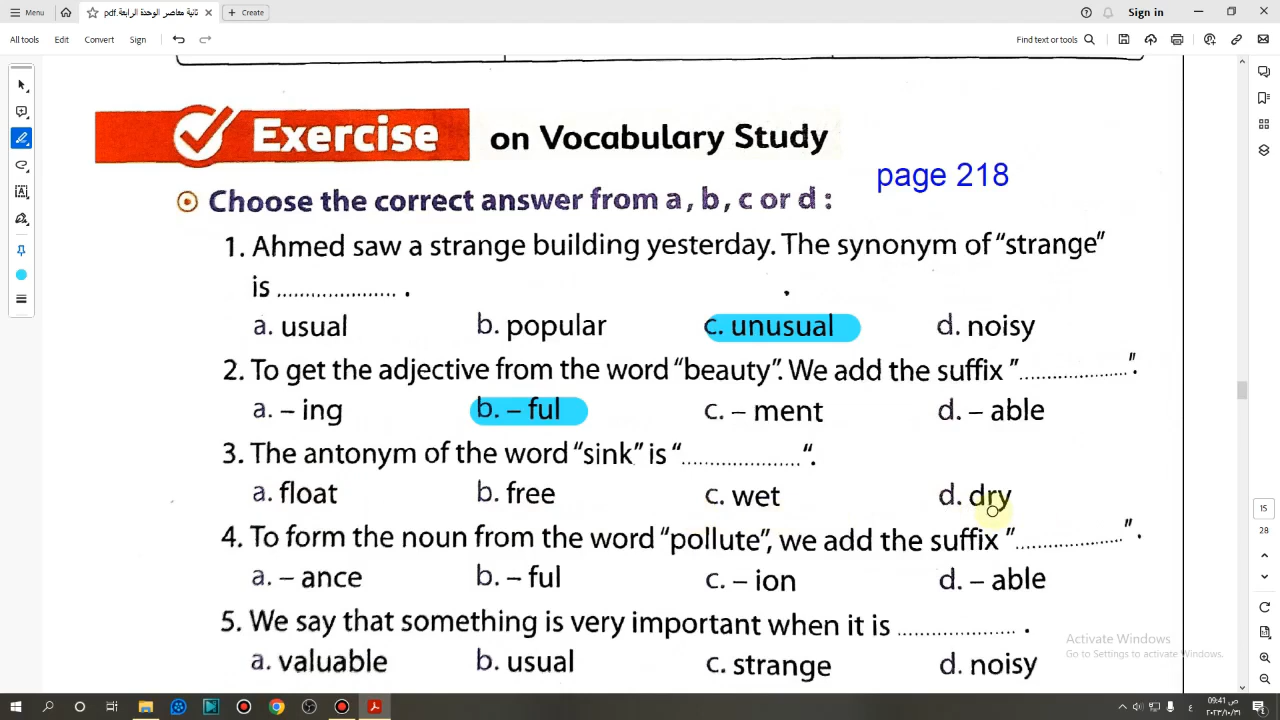 Menu
ثانية معاصر الوحدة الرابعة.pdf
Create
Sign in
All tools
Edit
Convert
Sign
Find text or tools
Exercise on Vocabulary Study
page 218
Choose the correct answer from a, b, c or d :
1. Ahmed saw a strange building yesterday. The synonym of "strange"
is ..................... .
a. usual b. popular c. unusual d. noisy
2. To get the adjective from the word "beauty". We add the suffix "...................".
a. – ing b. – ful c. – ment d. – able
3. The antonym of the word "sink" is "..................... ".
a. float b. free c. wet d. dry
4. To form the noun from the word "pollute", we add the suffix "...................".
a. – ance b. – ful c. – ion d. – able
5. We say that something is very important when it is ..................... .
a. valuable b. usual c. strange d. noisy
15
28
Activate Windows
Go to Settings to activate Windows.
ع
09:41 ص
٢٠٢٣/١٠/٣١